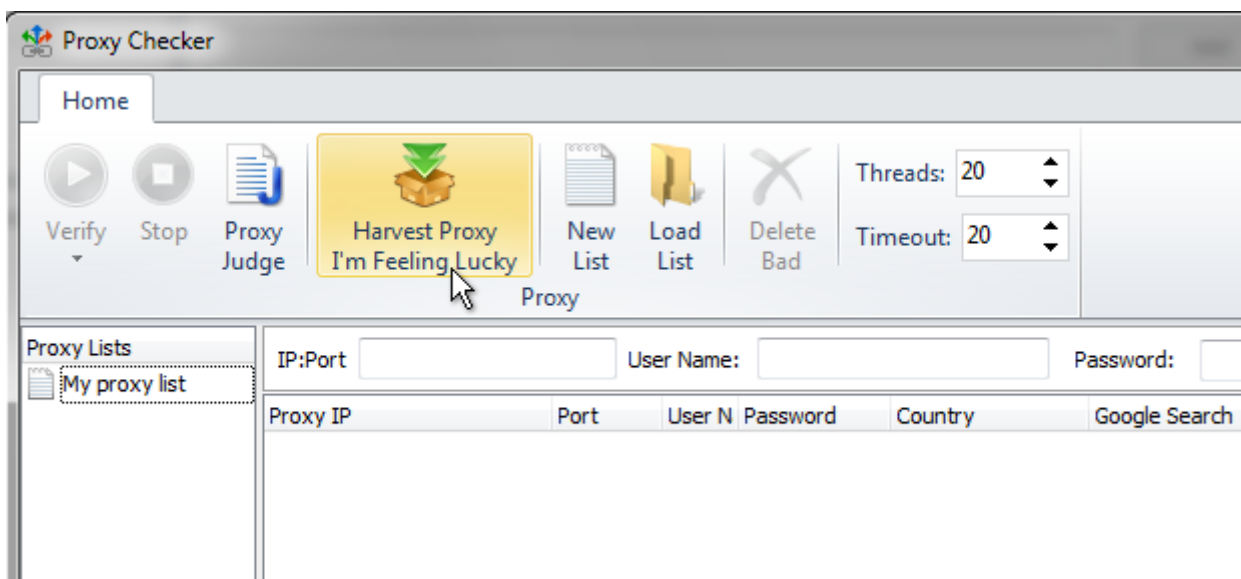 Proxy Checker
Home
Verify
Stop
Proxy
Judge
Harvest Proxy
I'm Feeling Lucky
New
List
Load
List
Delete
Bad
Threads: 20
Timeout: 20
Proxy
Proxy Lists
My proxy list
IP:Port
User Name:
Password:
Proxy IP
Port
User N
Password
Country
Google Search